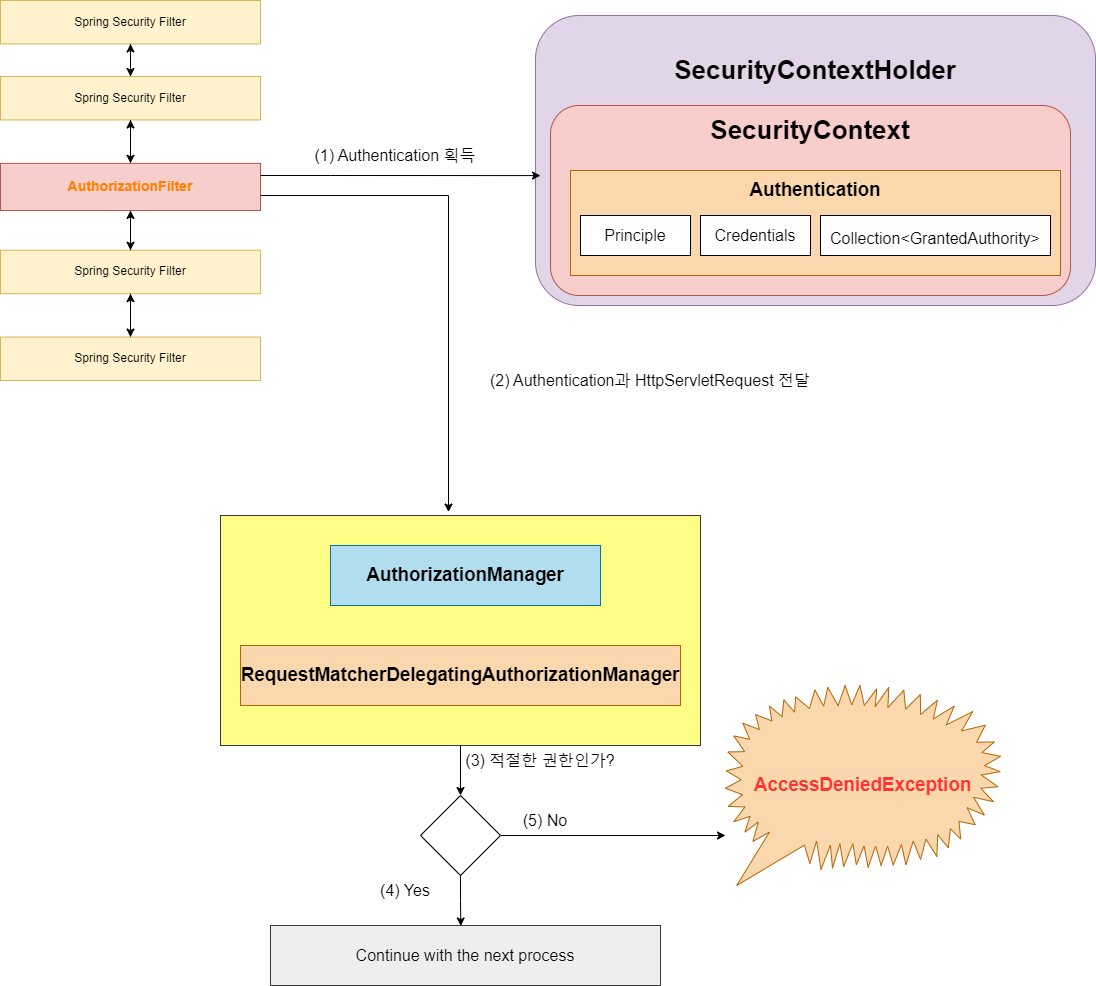 Spring Security Filter
Spring Security Filter
AuthorizationFilter
Spring Security Filter
Spring Security Filter
(1) Authentication 획득
SecurityContextHolder
SecurityContext
Authentication
Principle
Credentials
Collection<GrantedAuthority>
(2) Authentication과 HttpServletRequest 전달
AuthorizationManager
RequestMatcherDelegatingAuthorizationManager
(3) 적절한 권한인가?
AccessDeniedException
(5) No
(4) Yes
Continue with the next process